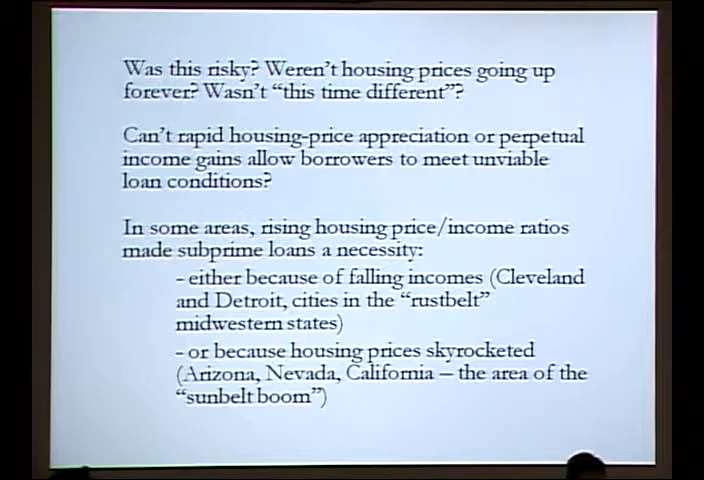 Was this risky? Weren't housing prices going up
forever? Wasn't "this time different"?
Can't rapid housing-price appreciation or perpetual
income gains allow borrowers to meet unviable
loan conditions?
In some areas, rising housing price/income ratios
made subprime loans a necessity:
- either because of falling incomes (Cleveland
and Detroit, cities in the "rustbelt"
midwestern states)
- or because housing prices skyrocketed
(Arizona, Nevada, California – the area of the
"sunbelt boom")